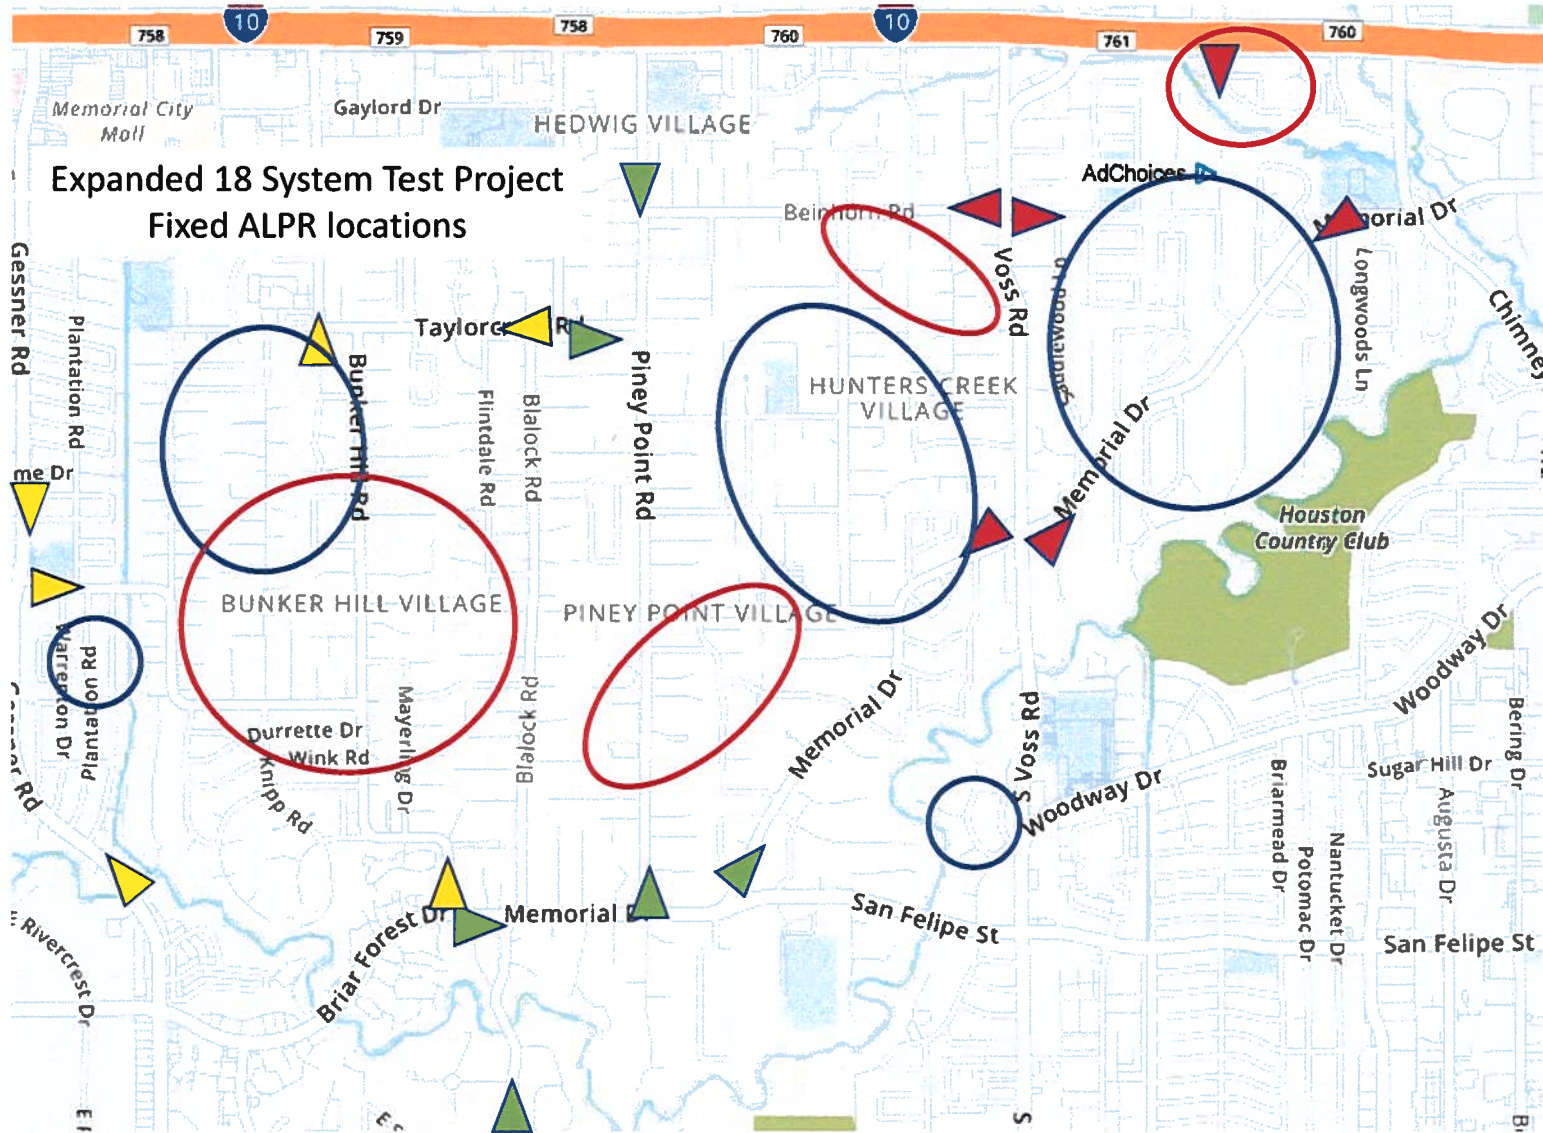 10
10
758
759
758
760
761
760
Memorial City
Mall
Gaylord Dr
HEDWIG VILLAGE
Expanded 18 System Test Project
Fixed ALPR locations
AdChoices
Beinhorn Rd
Memorial Dr
Gessner Rd
Plantation Rd
Bunker Hill Rd
Flintdale Rd
Blalock Rd
Piney Point Rd
Voss Rd
Longwoods Ln
Chimney
HUNTERS CREEK
VILLAGE
Memorial Dr
me Dr
Houston
Country Club
BUNKER HILL VILLAGE
PINEY POINT VILLAGE
Warrenton Dr
Plantation Rd
Durrette Dr
Wink Rd
Knipp Rd
Mayerling Dr
Blalock Rd
Memorial Dr
S Voss Rd
Woodway Dr
Woodway Dr
Bering Dr
Sugar Hill Dr
Briarmead Dr
Potomac Dr
Nantucket Dr
Augusta Dr
Rivercrest Dr
Briar Forest Dr
Memorial D
San Felipe St
San Felipe St
S